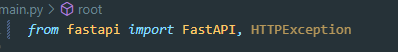 main.py > root
from fastapi import FastAPI, HTTPException